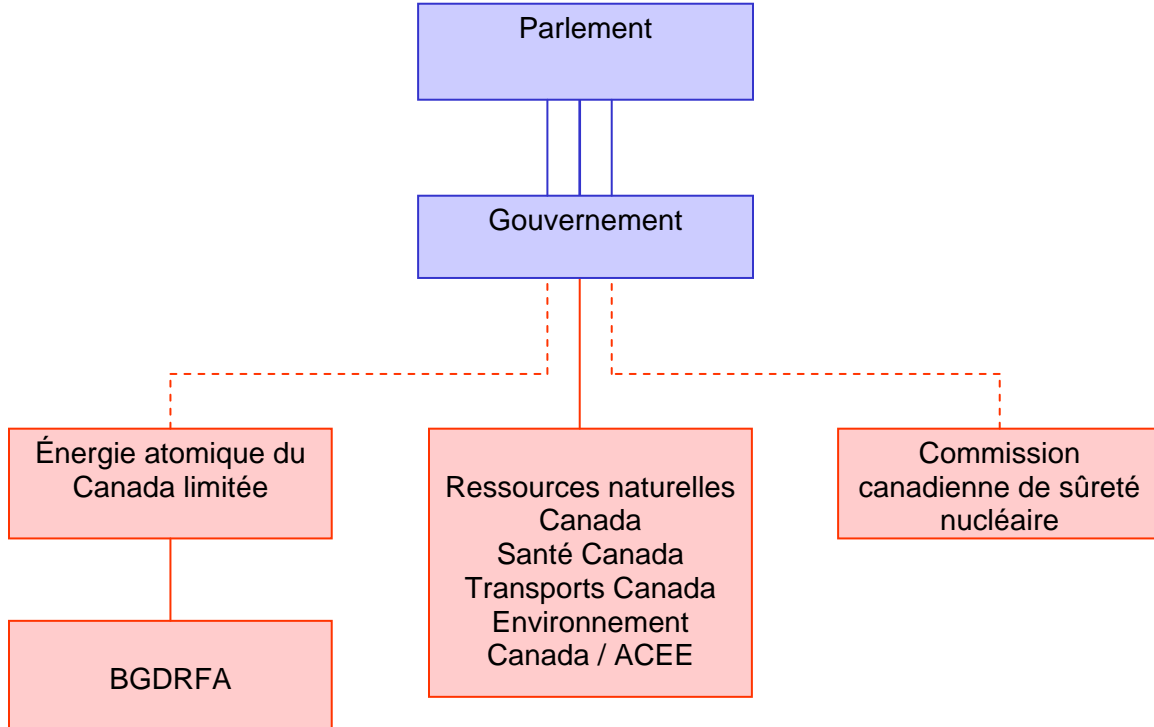 Parlement
Gouvernement
Énergie atomique du
Canada limitée
Ressources naturelles
Canada
Santé Canada
Transports Canada
Environnement
Canada / ACEE
Commission
canadienne de sûreté
nucléaire
BGDRFA